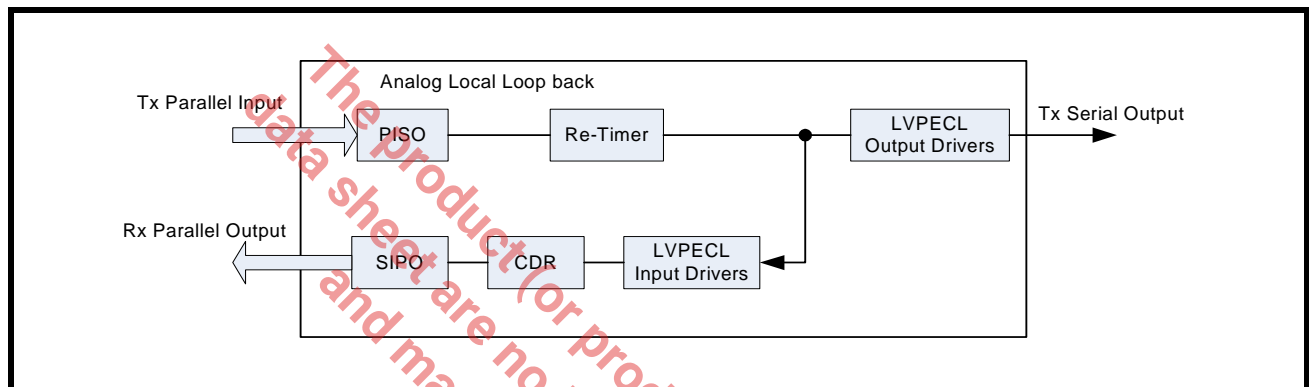 Analog Local Loop back
Tx Parallel Input
PISO
Re-Timer
LVPECL
Output Drivers
Tx Serial Output
Rx Parallel Output
SIPO
CDR
LVPECL
Input Drivers
The product (or prod
data sheet are no
and ma